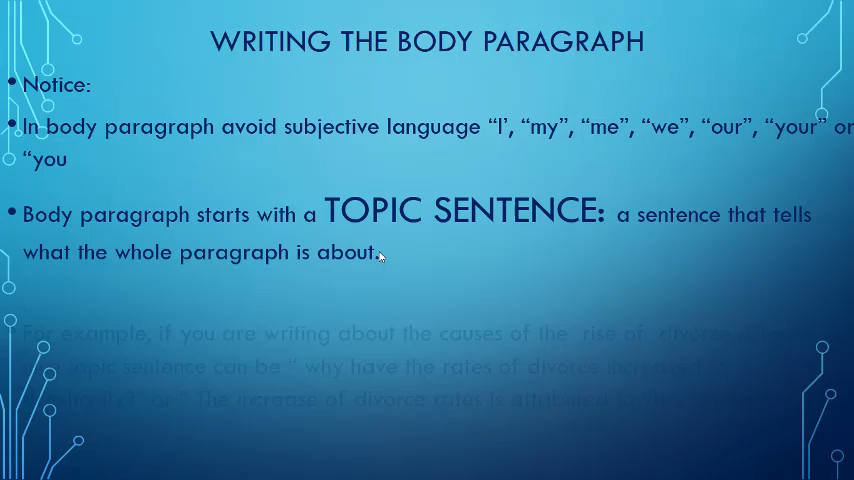 WRITING THE BODY PARAGRAPH
• Notice:
• In body paragraph avoid subjective language “I’, “my”, “me”, “we”, “our”, “your” or
“you
• Body paragraph starts with a TOPIC SENTENCE: a sentence that tells
what the whole paragraph is about.
• For example, if you are writing about the causes of the rise of divorce
topic sentence can be “ why have the rates of divorce increased
or “ The increase of divorce rates is attributed